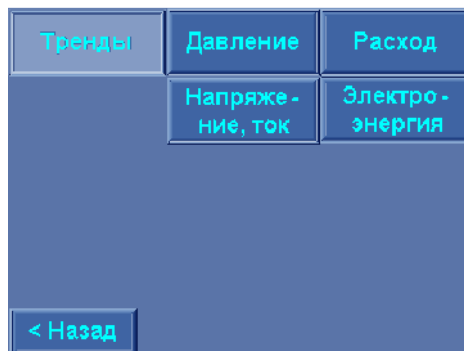 Тренды
Давление
Расход
Напряже-
ние, ток
Электро-
энергия
< Назад